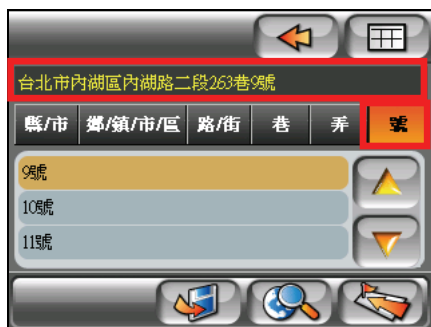 台北市內湖區內湖路二段263巷9號
縣/市 鄉/鎮/市/區 路/街 巷 弄 號
9號
10號
11號